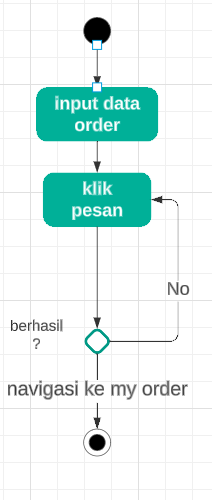 input data
order
klik
pesan
No
berhasil
?
navigasi ke my order